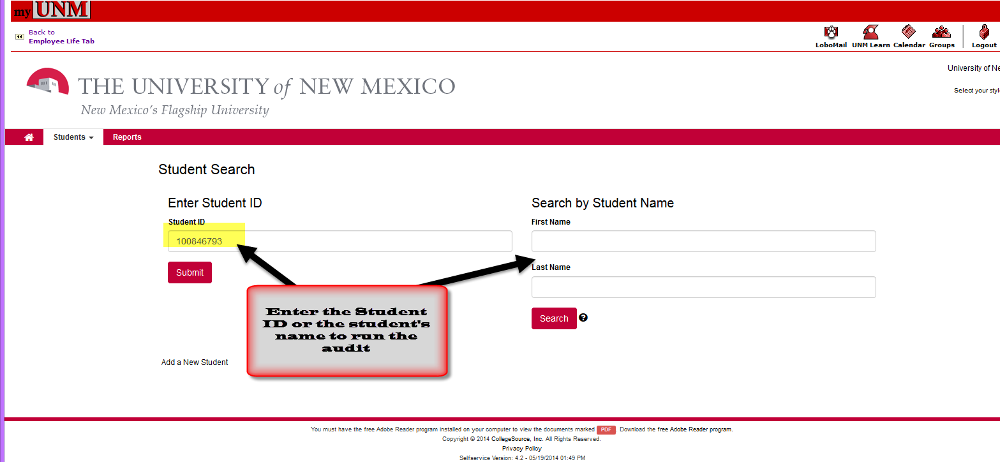 my UNM
Back to
Employee Life Tab
LoboMail UNM Learn Calendar Groups Logout
University of Ne
THE UNIVERSITY of NEW MEXICO
Select your styl
New Mexico's Flagship University
Students Reports
Student Search
Enter Student ID
Student ID
100846793
Submit
Search by Student Name
First Name
Last Name
Search
Enter the Student
ID or the student's
name to run the
audit
Add a New Student
You must have the free Adobe Reader program installed on your computer to view the documents marked PDF . Download the free Adobe Reader program.
Copyright © 2014 CollegeSource, Inc. All Rights Reserved.
Privacy Policy
Selfservice Version: 4.2 - 05/19/2014 01:49 PM